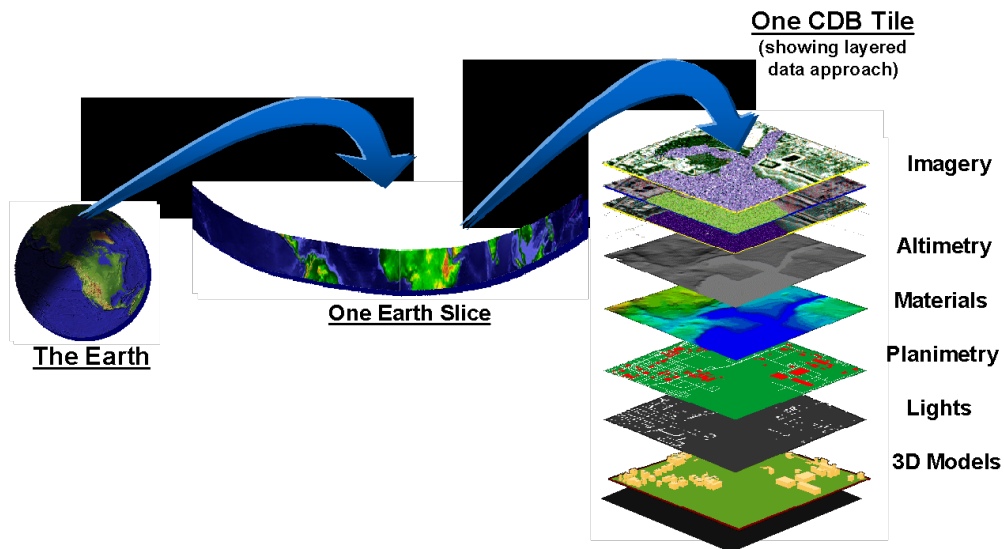 One CDB Tile
(showing layered
data approach)
Imagery
Altimetry
Materials
Planimetry
Lights
3D Models
One Earth Slice
The Earth